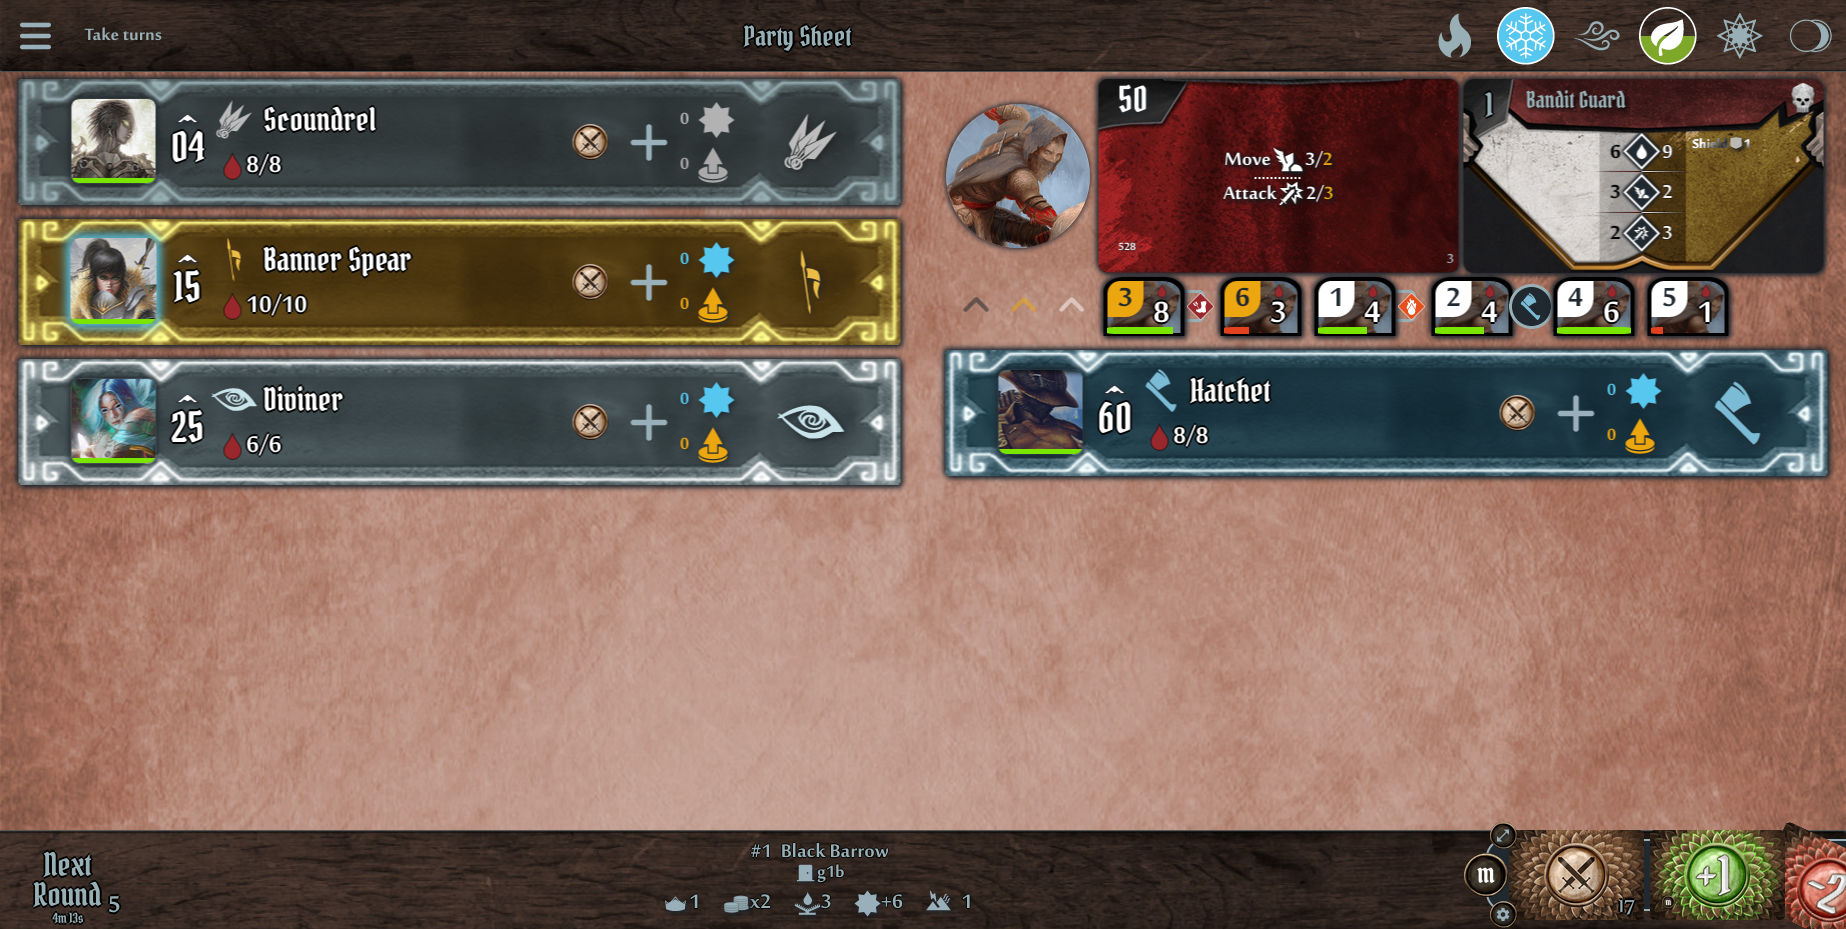 Take turns
Party Sheet
04
Scoundrel
8/8
0
0
15
Banner Spear
10/10
0
0
25
Diviner
6/6
0
0
50
Move 3/2
Attack 2/3
528
3
1
Bandit Guard
6 9
Shield 1
3 2
2 3
3 8
6 3
1 4
2 4
4 6
5 1
60
Hatchet
8/8
0
0
Next
Round 5
4m 13s
#1 Black Barrow
g1b
1 x2 3 +6 1
m
17
+1
m
-2